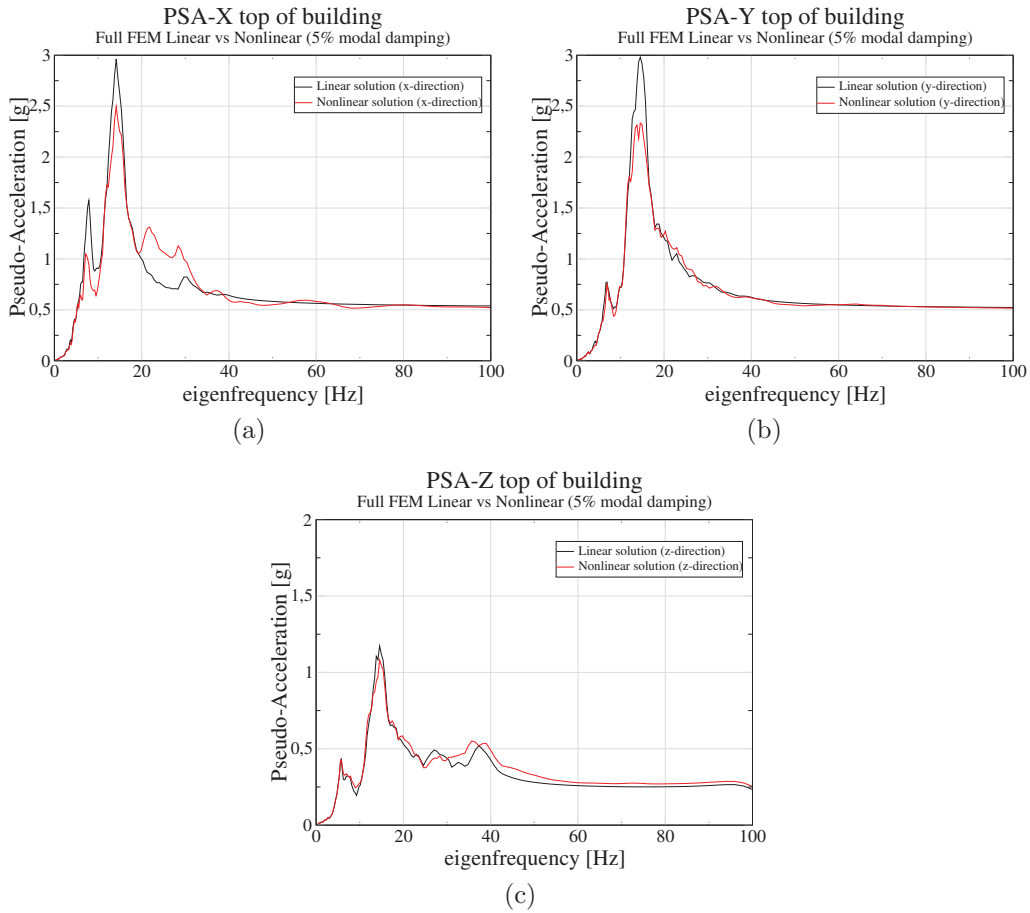 PSA-X top of building
Full FEM Linear vs Nonlinear (5% modal damping)
3
2,5
2
1,5
1
0,5
0
Pseudo-Acceleration [g]
Linear solution (x-direction)
Nonlinear solution (x-direction)
0 20 40 60 80 100
eigenfrequency [Hz]
(a)
PSA-Y top of building
Full FEM Linear vs Nonlinear (5% modal damping)
3
2,5
2
1,5
1
0,5
0
Pseudo-Acceleration [g]
Linear solution (y-direction)
Nonlinear solution (y-direction)
0 20 40 60 80 100
eigenfrequency [Hz]
(b)
PSA-Z top of building
Full FEM Linear vs Nonlinear (5% modal damping)
2
1,5
1
0,5
0
Pseudo-Acceleration [g]
Linear solution (z-direction)
Nonlinear solution (z-direction)
0 20 40 60 80 100
eigenfrequency [Hz]
(c)